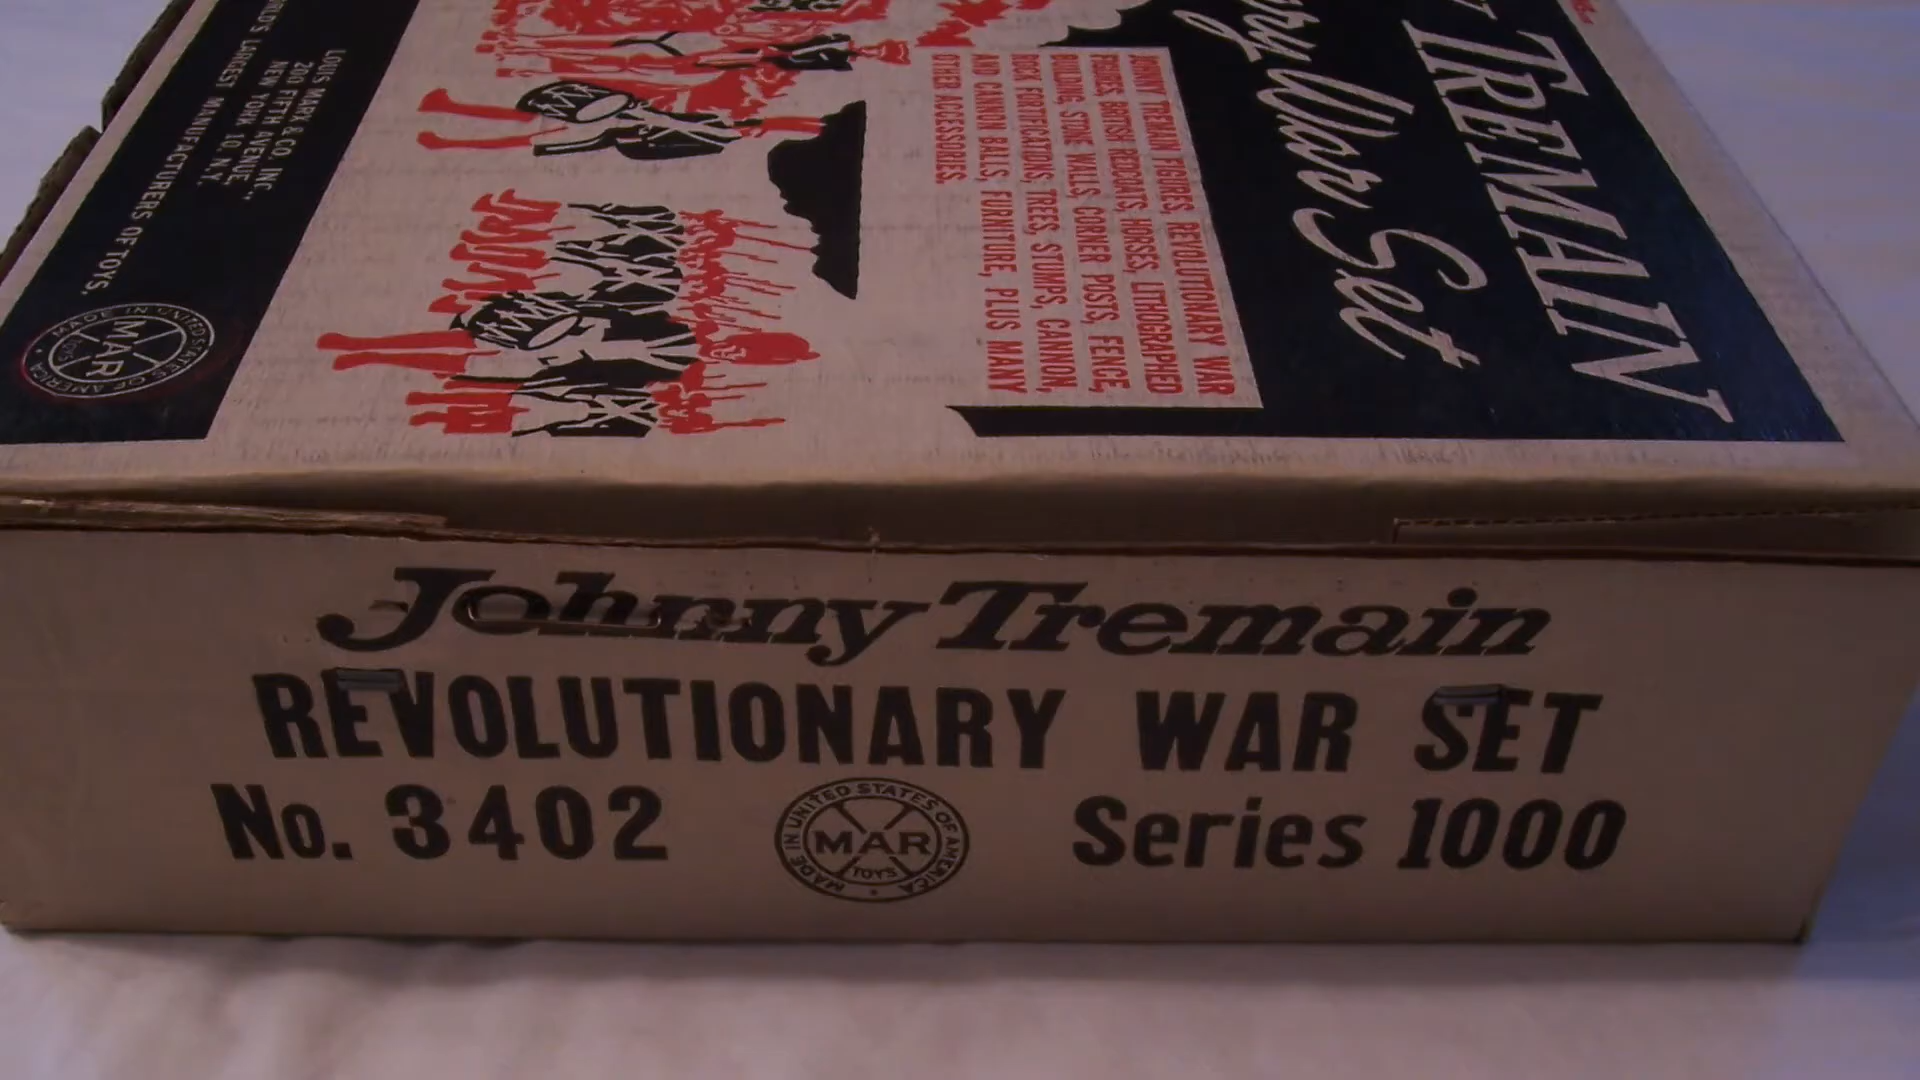 TREMAIN
ry War Set
JOHNNY TREMAIN FIGURES, REVOLUTIONARY WAR
FIGURES, BRITISH REDCOATS, HORSES, LITHOGRAPHED
BUILDING, STONE WALLS, CORNER POSTS, FENCE,
ROCK FORTIFICATIONS, TREES, STUMPS, CANNON,
AND CANNON BALLS, FURNITURE, PLUS MANY
OTHER ACCESSORIES.
LOUIS MARX & CO. INC.,
200 FIFTH AVENUE,
NEW YORK 10, N.Y.
LARGEST MANUFACTURERS OF TOYS.
MADE IN UNITED STATES OF AMERICA
MAR
TOYS
Johnny Tremain
REVOLUTIONARY WAR SET
No. 3402
MADE IN UNITED STATES OF AMERICA
MAR
TOYS
Series 1000